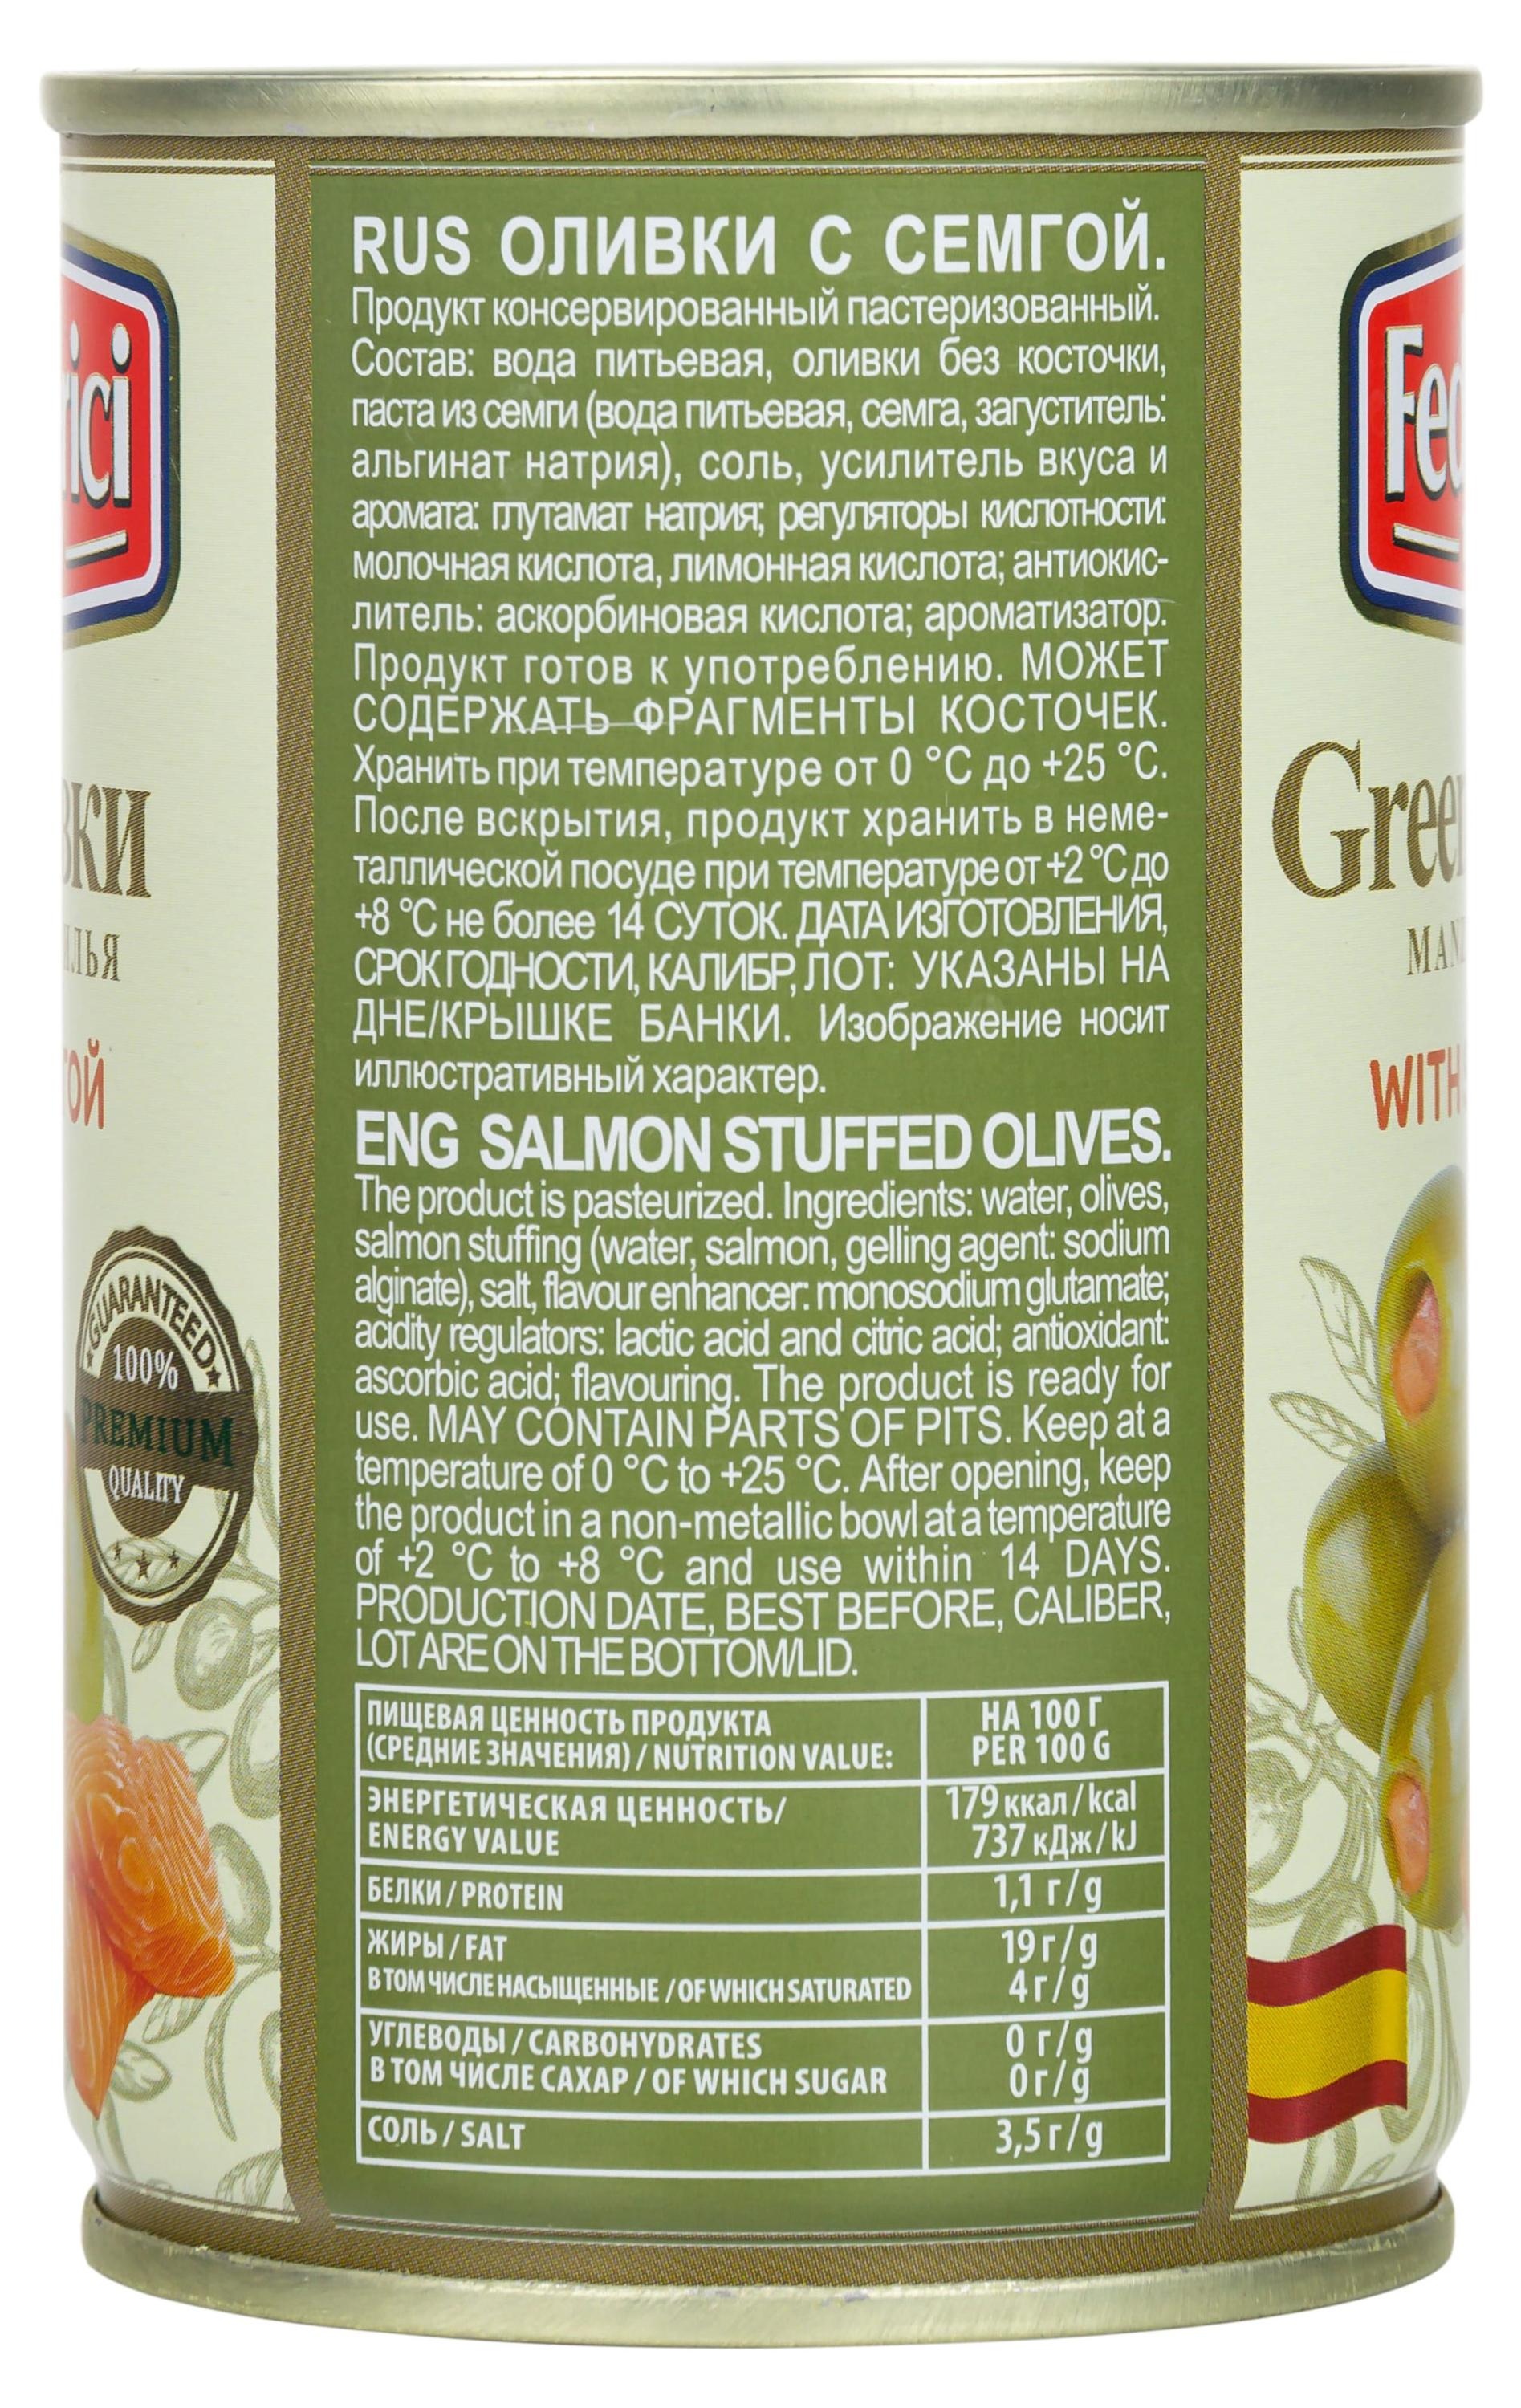 RUS ОЛИВКИ С СЕМГОЙ.
Продукт консервированный пастеризованный.
Состав: вода питьевая, оливки без косточки,
паста из семги (вода питьевая, семга, загуститель:
альгинат натрия), соль, усилитель вкуса и
аромата: глутамат натрия; регуляторы кислотности:
молочная кислота, лимонная кислота; антиокис-
литель: аскорбиновая кислота; ароматизатор.
Продукт готов к употреблению. МОЖЕТ
СОДЕРЖАТЬ ФРАГМЕНТЫ КОСТОЧЕК.
Хранить при температуре от 0 °С до +25 °С.
После вскрытия, продукт хранить в неме-
таллической посуде при температуре от +2 °С до
+8 °С не более 14 СУТОК. ДАТА ИЗГОТОВЛЕНИЯ,
СРОК ГОДНОСТИ, КАЛИБР, ЛОТ: УКАЗАНЫ НА
ДНЕ/КРЫШКЕ БАНКИ. Изображение носит
иллюстративный характер.
ENG SALMON STUFFED OLIVES.
The product is pasteurized. Ingredients: water, olives,
salmon stuffing (water, salmon, gelling agent: sodium
alginate), salt, flavour enhancer: monosodium glutamate;
acidity regulators: lactic acid and citric acid; antioxidant:
ascorbic acid; flavouring. The product is ready for
use. MAY CONTAIN PARTS OF PITS. Keep at a
temperature of 0 °C to +25 °C. After opening, keep
the product in a non-metallic bowl at a temperature
of +2 °C to +8 °C and use within 14 DAYS.
PRODUCTION DATE, BEST BEFORE, CALIBER,
LOT ARE ON THE BOTTOM/LID.
ПИЩЕВАЯ ЦЕННОСТЬ ПРОДУКТА НА 100 Г
(СРЕДНИЕ ЗНАЧЕНИЯ) / NUTRITION VALUE: PER 100 G
ЭНЕРГЕТИЧЕСКАЯ ЦЕННОСТЬ/ 179 ккал / kcal
ENERGY VALUE 737 кДж / kJ
БЕЛКИ / PROTEIN 1,1 г/g
ЖИРЫ / FAT 19 г/g
В ТОМ ЧИСЛЕ НАСЫЩЕННЫЕ / OF WHICH SATURATED 4 г/g
УГЛЕВОДЫ / CARBOHYDRATES 0 г/g
В ТОМ ЧИСЛЕ САХАР / OF WHICH SUGAR 0 г/g
СОЛЬ / SALT 3,5 г/g
GUARANTEED
100%
PREMIUM
QUALITY
WITH